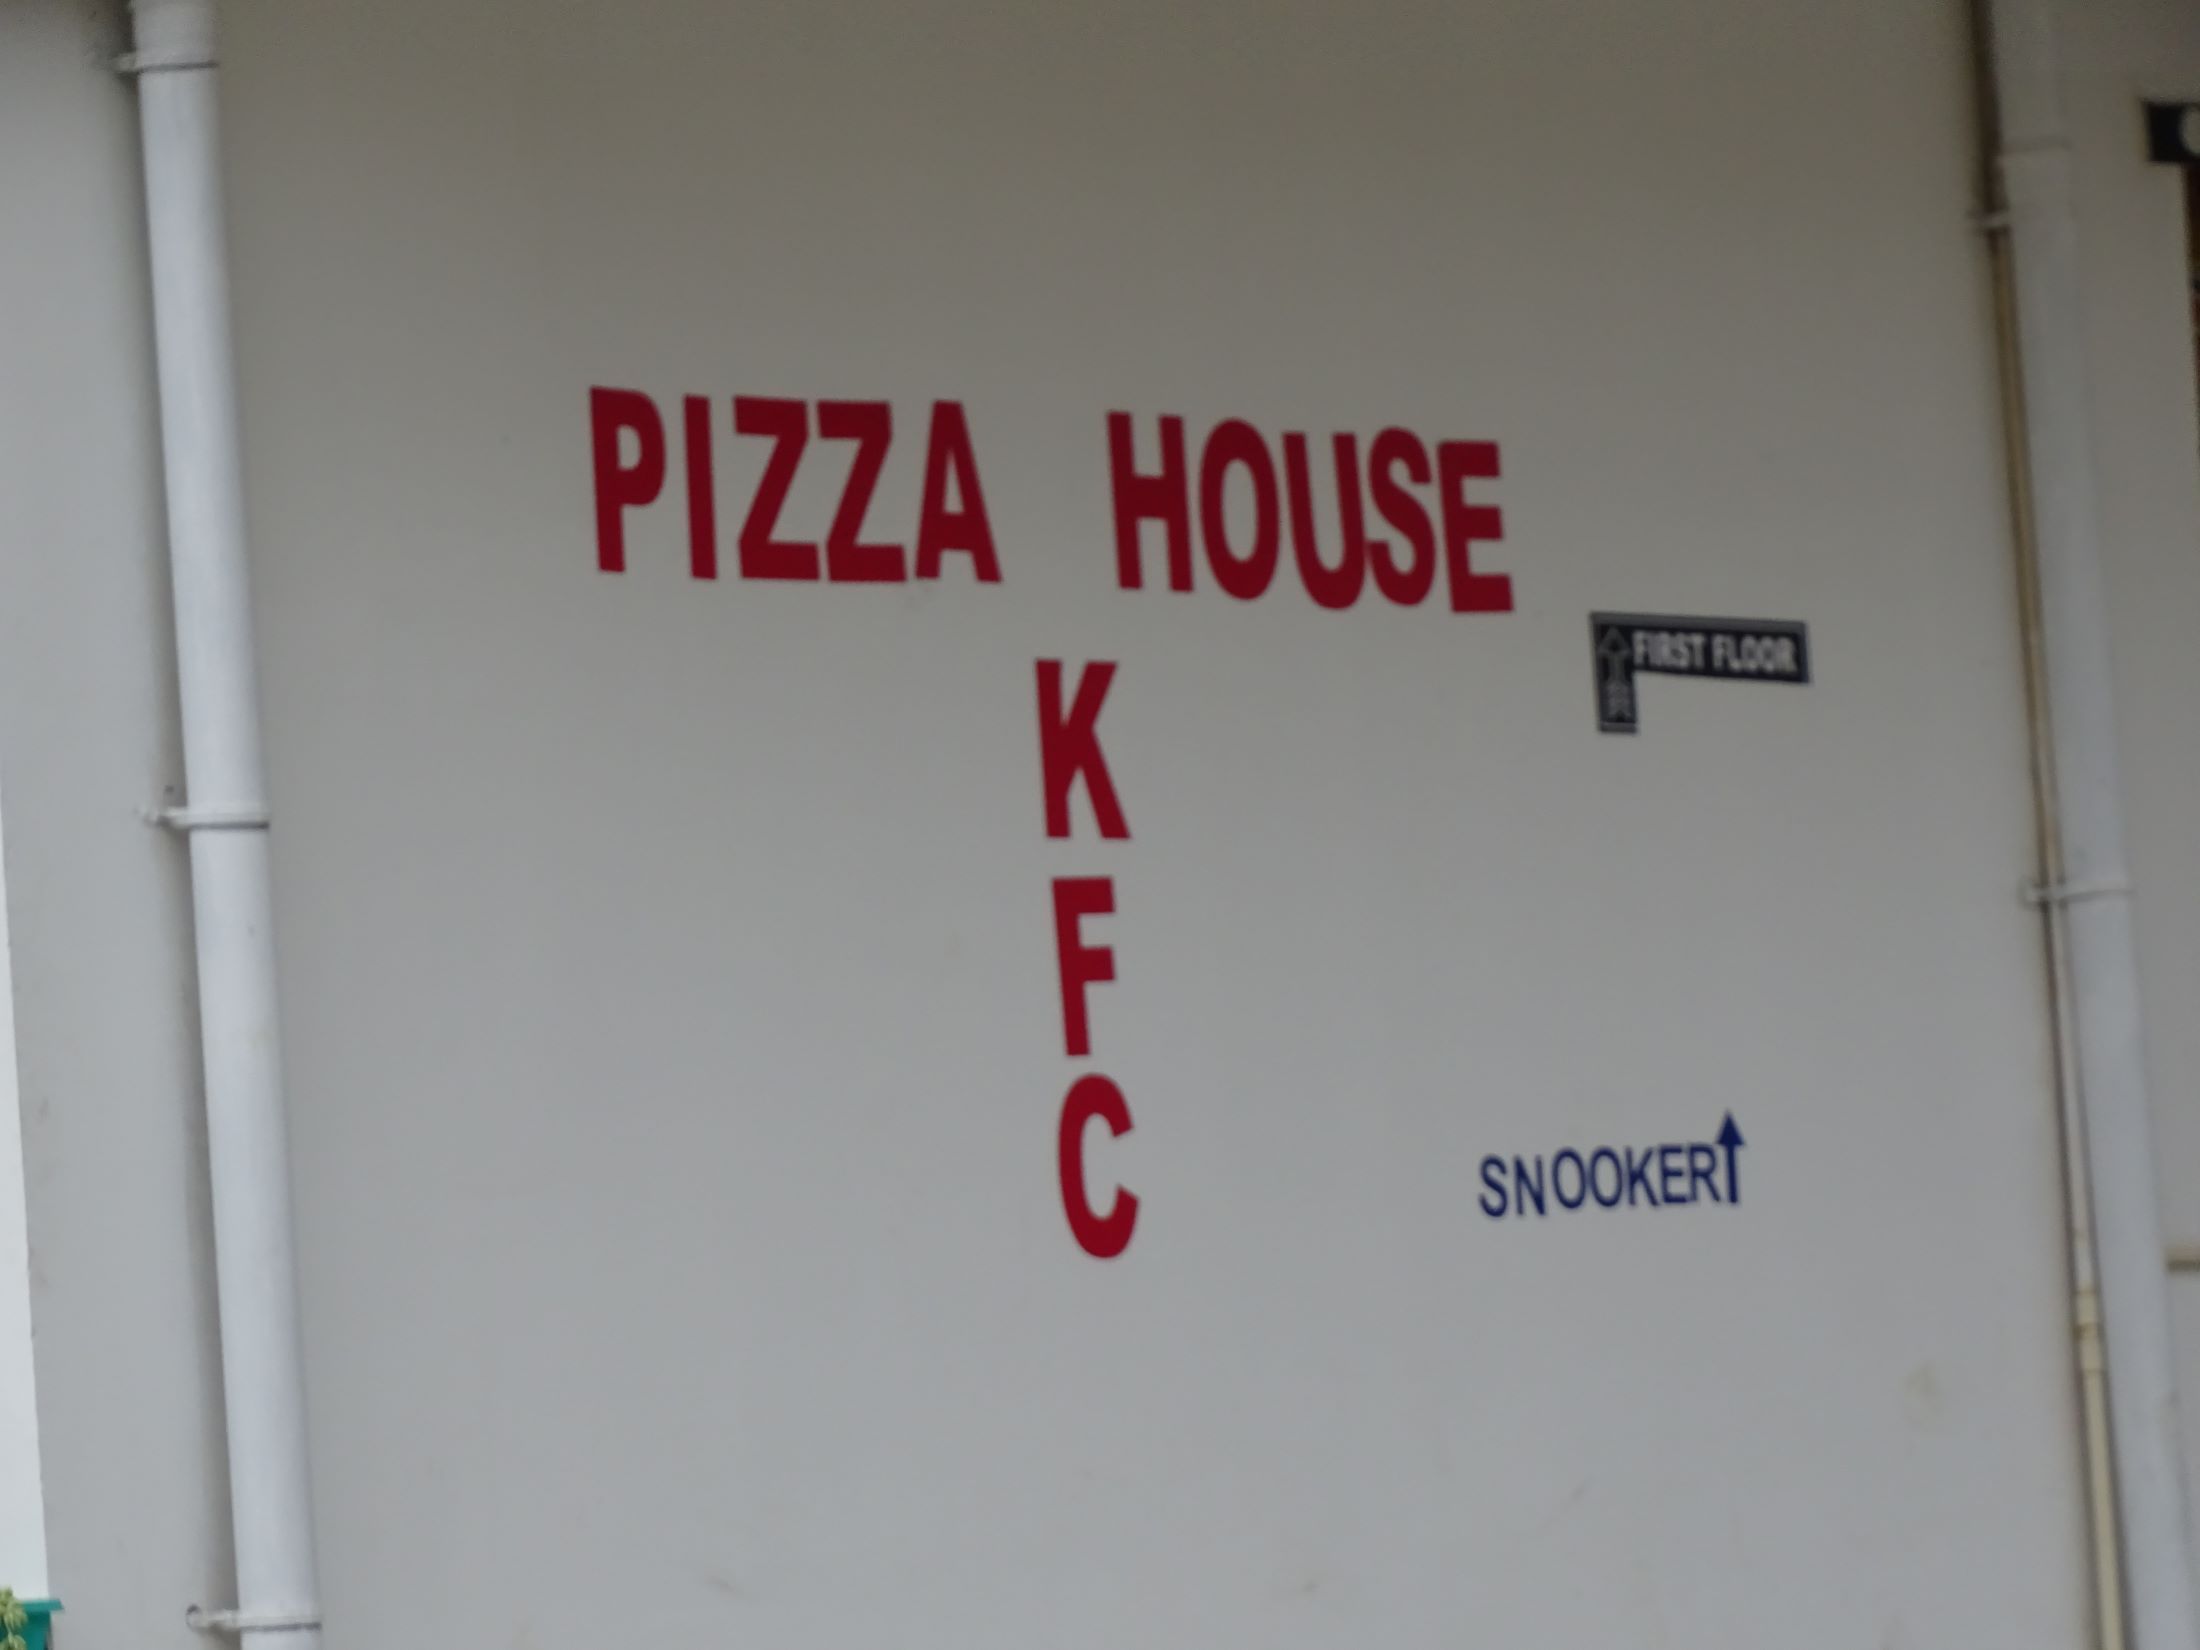 PIZZA HOUSE
FIRST FLOOR
K
F
C
SNOOKER